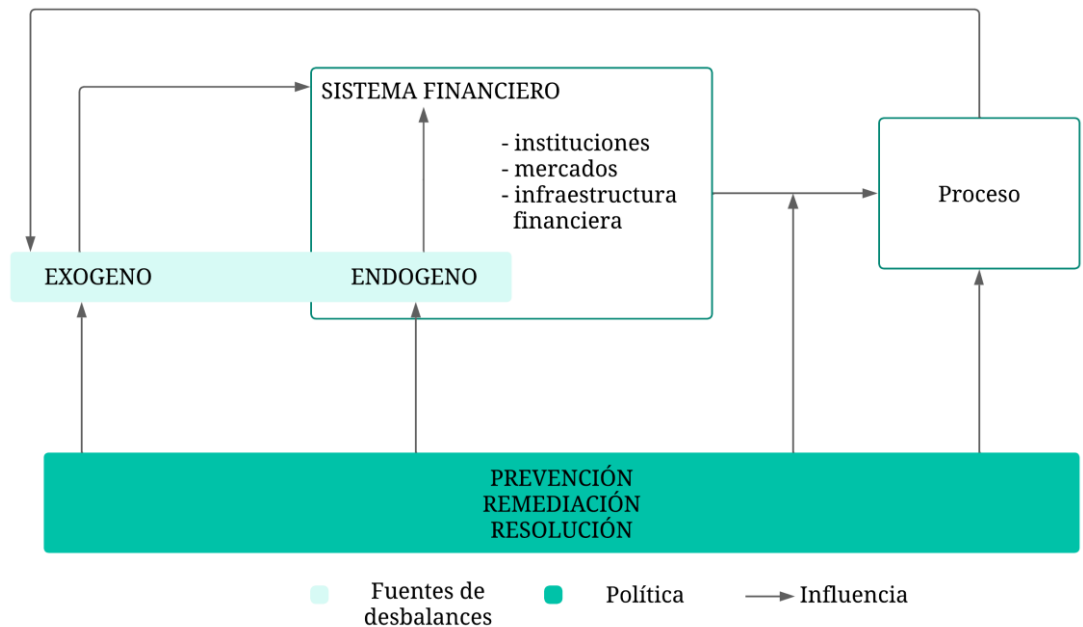 SISTEMA FINANCIERO
- instituciones
- mercados
- infraestructura
financiera
Proceso
EXOGENO
ENDOGENO
PREVENCIÓN
REMEDIACIÓN
RESOLUCIÓN
Fuentes de
desbalances
Política
Influencia